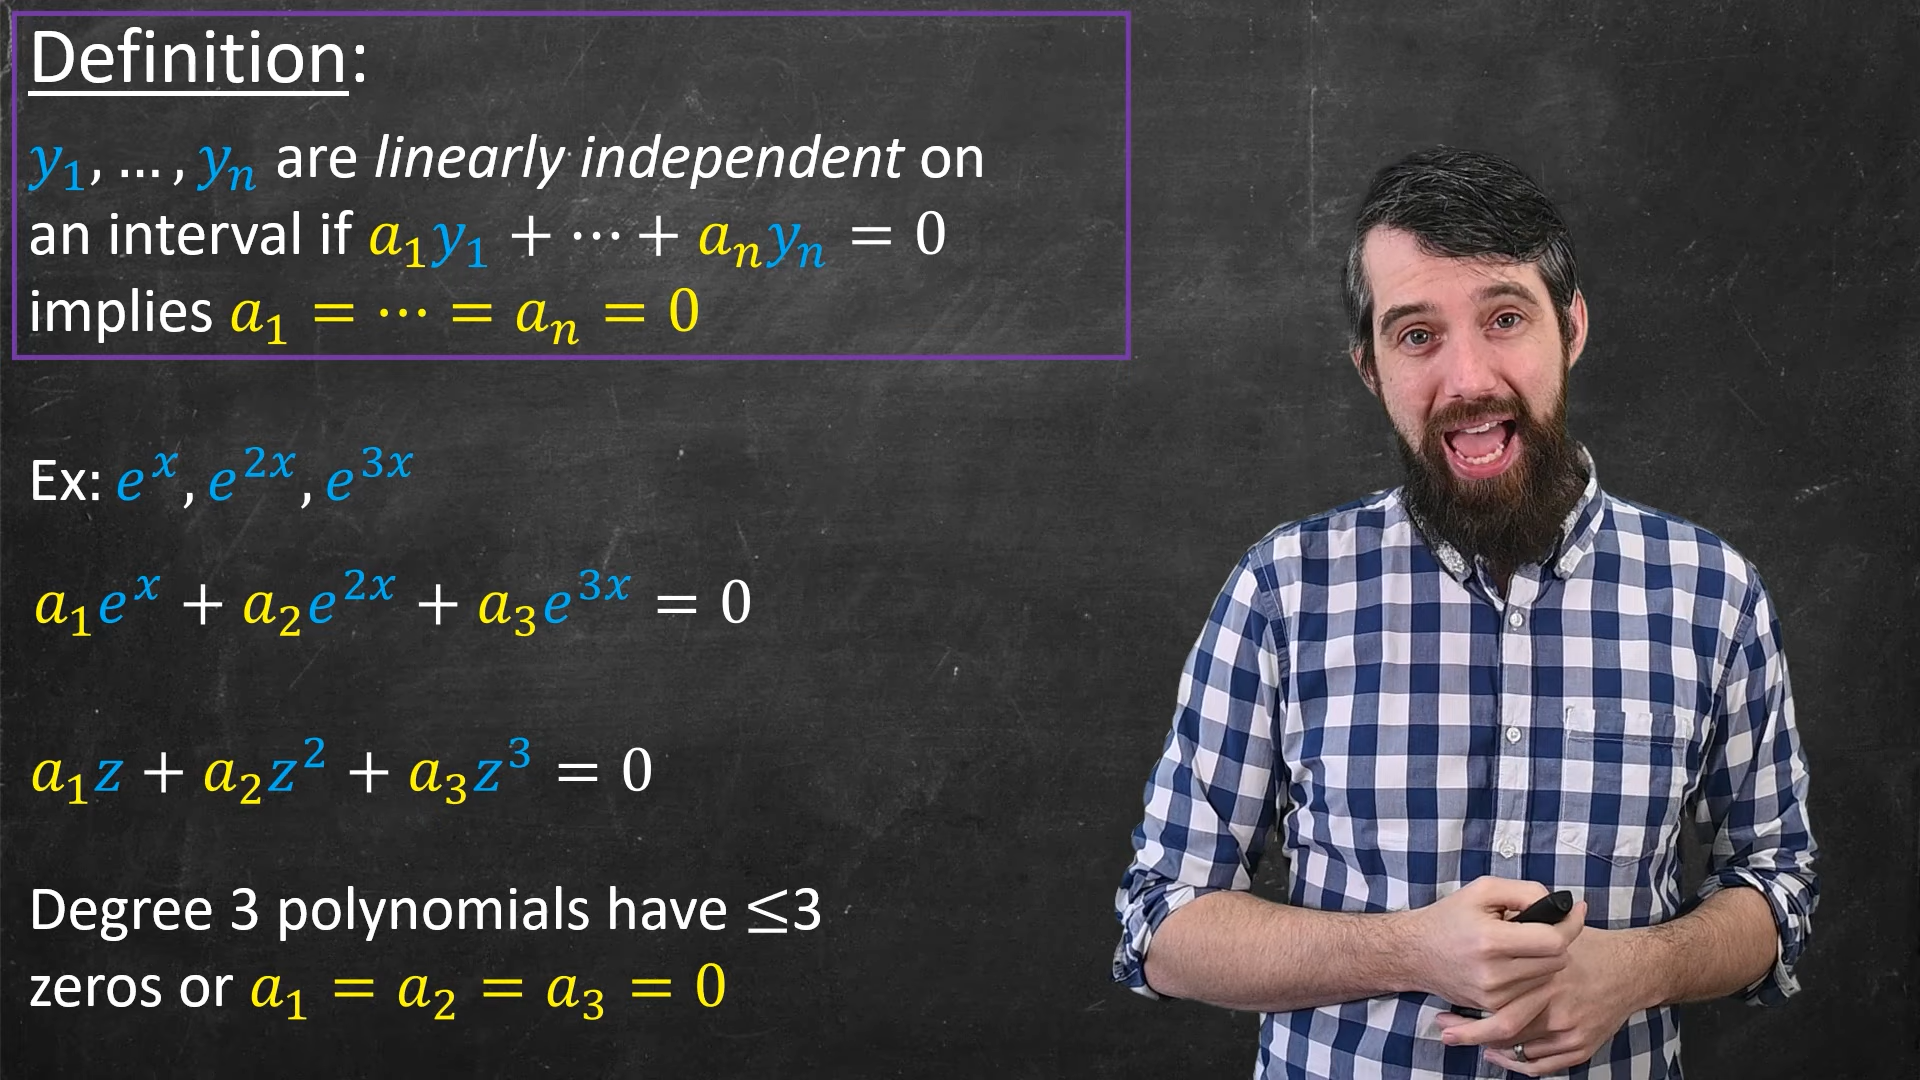 Definition:
y₁, … , yₙ are linearly independent on
an interval if a₁y₁ + ⋯ + aₙyₙ = 0
implies a₁ = ⋯ = aₙ = 0
Ex: eˣ, e²ˣ, e³ˣ
a₁eˣ + a₂e²ˣ + a₃e³ˣ = 0
a₁z + a₂z² + a₃z³ = 0
Degree 3 polynomials have ≤3
zeros or a₁ = a₂ = a₃ = 0